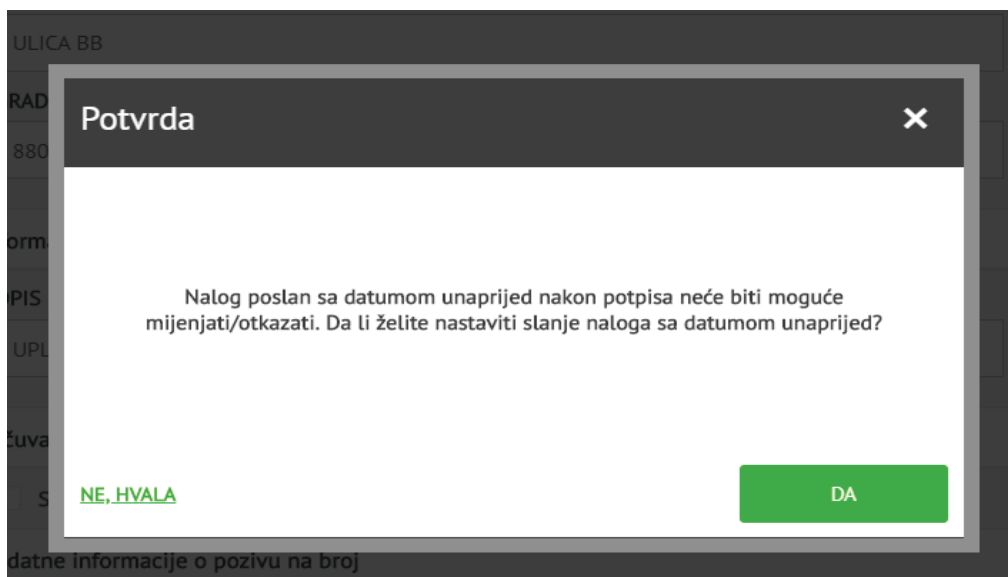 ULICA BB
RAD
Potvrda
880
orma
PIS
Nalog poslan sa datumom unaprijed nakon potpisa neće biti moguće
mijenjati/otkazati. Da li želite nastaviti slanje naloga sa datumom unaprijed?
UPL
čuva
S
NE, HVALA
DA
datne informacije o pozivu na broj